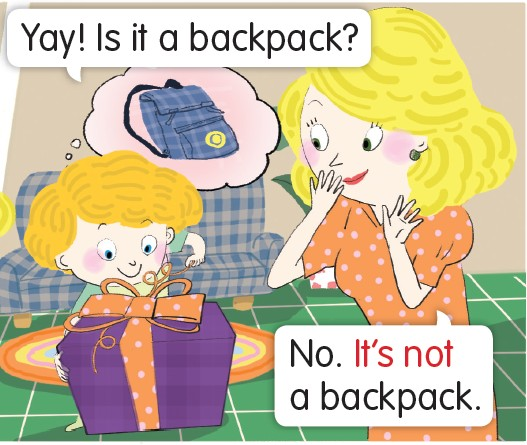 Yay! Is it a backpack?
No. It's not
a backpack.